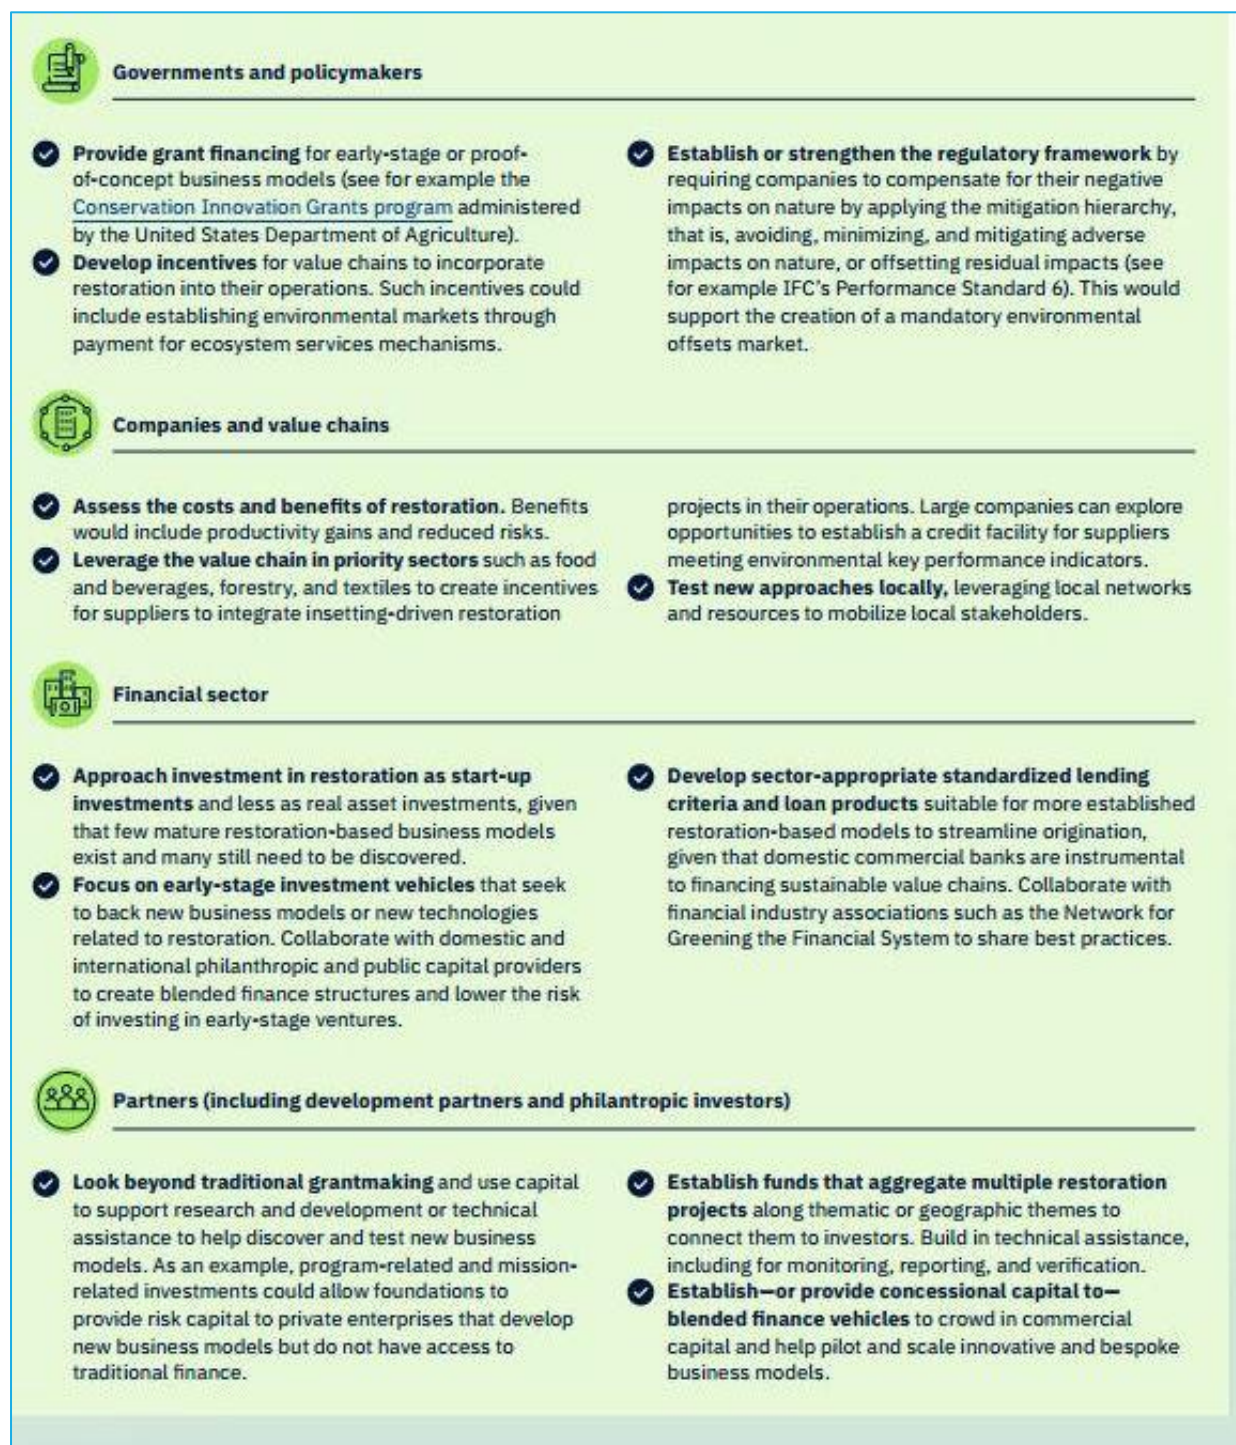 Governments and policymakers
Provide grant financing for early-stage or proof-
of-concept business models (see for example the
Conservation Innovation Grants program administered
by the United States Department of Agriculture).
Develop incentives for value chains to incorporate
restoration into their operations. Such incentives could
include establishing environmental markets through
payment for ecosystem services mechanisms.
Establish or strengthen the regulatory framework by
requiring companies to compensate for their negative
impacts on nature by applying the mitigation hierarchy,
that is, avoiding, minimizing, and mitigating adverse
impacts on nature, or offsetting residual impacts (see
for example IFC's Performance Standard 6). This would
support the creation of a mandatory environmental
offsets market.
Companies and value chains
Assess the costs and benefits of restoration. Benefits
would include productivity gains and reduced risks.
Leverage the value chain in priority sectors such as food
and beverages, forestry, and textiles to create incentives
for suppliers to integrate insetting-driven restoration
projects in their operations. Large companies can explore
opportunities to establish a credit facility for suppliers
meeting environmental key performance indicators.
Test new approaches locally, leveraging local networks
and resources to mobilize local stakeholders.
Financial sector
Approach investment in restoration as start-up
investments and less as real asset investments, given
that few mature restoration-based business models
exist and many still need to be discovered.
Focus on early-stage investment vehicles that seek
to back new business models or new technologies
related to restoration. Collaborate with domestic and
international philanthropic and public capital providers
to create blended finance structures and lower the risk
of investing in early-stage ventures.
Develop sector-appropriate standardized lending
criteria and loan products suitable for more established
restoration-based models to streamline origination,
given that domestic commercial banks are instrumental
to financing sustainable value chains. Collaborate with
financial industry associations such as the Network for
Greening the Financial System to share best practices.
Partners (including development partners and philantropic investors)
Look beyond traditional grantmaking and use capital
to support research and development or technical
assistance to help discover and test new business
models. As an example, program-related and mission-
related investments could allow foundations to
provide risk capital to private enterprises that develop
new business models but do not have access to
traditional finance.
Establish funds that aggregate multiple restoration
projects along thematic or geographic themes to
connect them to investors. Build in technical assistance,
including for monitoring, reporting, and verification.
Establish—or provide concessional capital to—
blended finance vehicles to crowd in commercial
capital and help pilot and scale innovative and bespoke
business models.